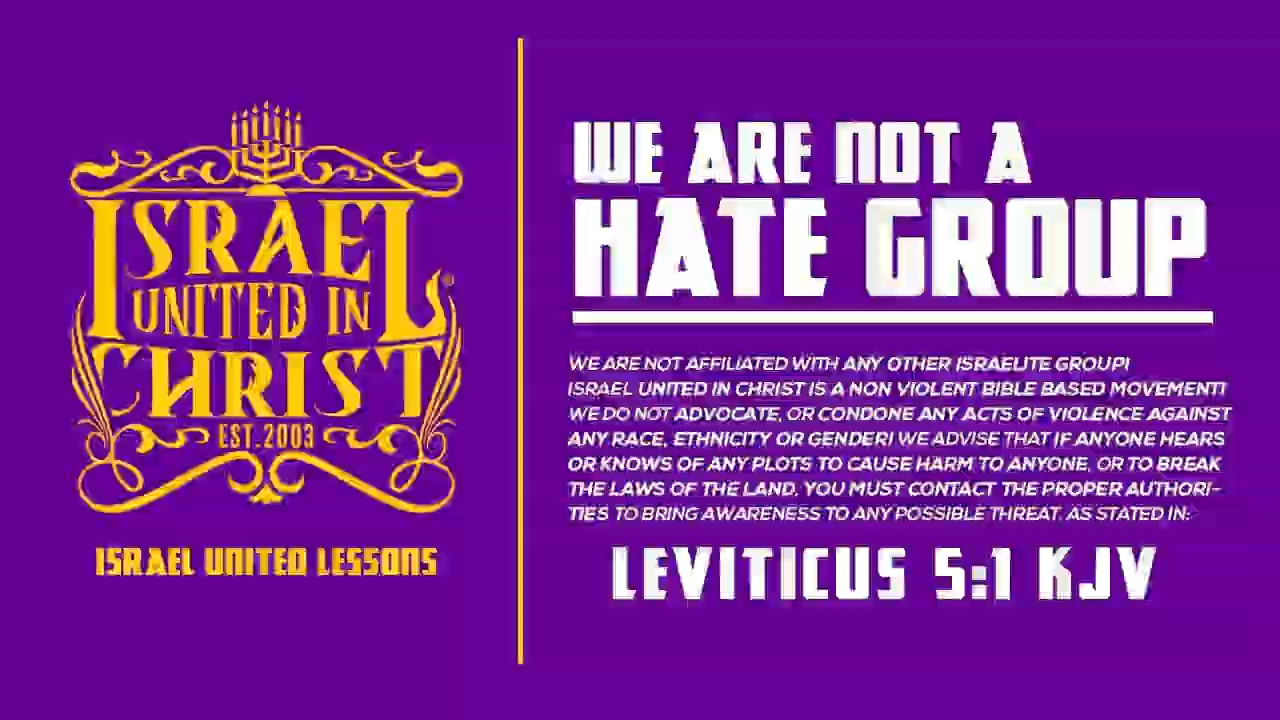 ISRAEL
UNITED IN
CHRIST
EST.2003
ISRAEL UNITED LESSONS
WE ARE NOT A
HATE GROUP
WE ARE NOT AFFILIATED WITH ANY OTHER ISRAELITE GROUP!
ISRAEL UNITED IN CHRIST IS A NON VIOLENT BIBLE BASED MOVEMENT!
WE DO NOT ADVOCATE, OR CONDONE ANY ACTS OF VIOLENCE AGAINST
ANY RACE, ETHNICITY OR GENDER! WE ADVISE THAT IF ANYONE HEARS
OR KNOWS OF ANY PLOTS TO CAUSE HARM TO ANYONE, OR TO BREAK
THE LAWS OF THE LAND. YOU MUST CONTACT THE PROPER AUTHORI-
TIES TO BRING AWARENESS TO ANY POSSIBLE THREAT. AS STATED IN:
LEVITICUS 5:1 KJV